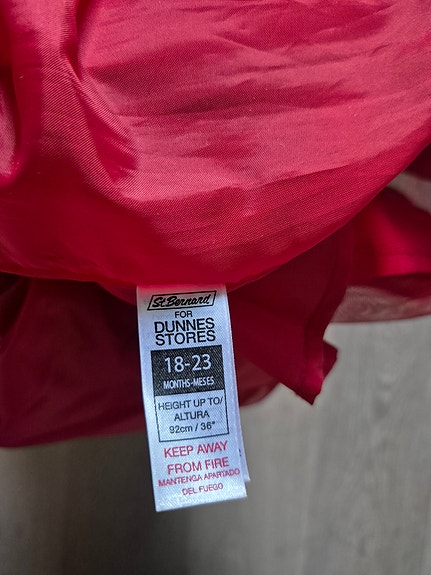 St.Bernard
FOR
DUNNES
STORES
18-23
MONTHS-MESES
HEIGHT UP TO/
ALTURA
92cm / 36"
KEEP AWAY
FROM FIRE
MANTENGA APARTADO
DEL FUEGO